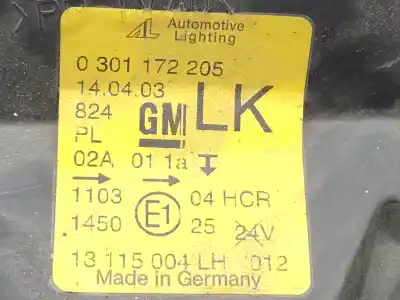 Automotive
Lighting
0 301 172 205
14.04.03
824
GM
LK
PL
02A 01 1a
1103
E1
04 HCR
1450
25 24V
13 115 004 LH 012
Made in Germany